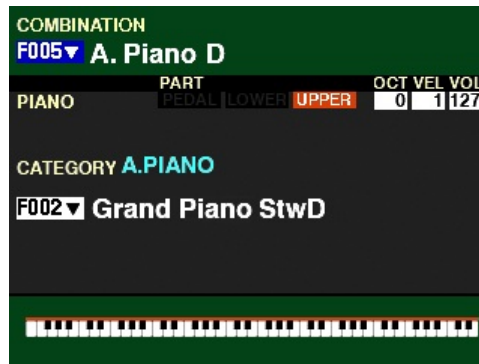 COMBINATION
F005▼ A. Piano D
PART OCT VEL VOL
PIANO PEDAL LOWER UPPER 0 1 127
CATEGORY A.PIANO
F002▼ Grand Piano StwD